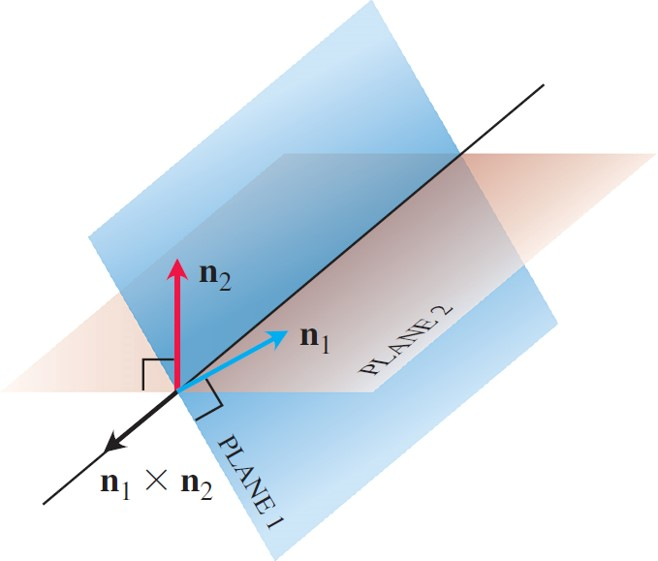 n₂
n₁
PLANE 2
PLANE 1
n₁ × n₂